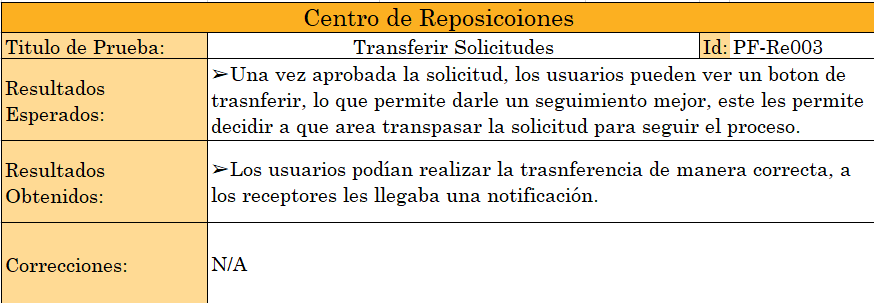 Centro de Reposicoiones
Titulo de Prueba: Transferir Solicitudes Id: PF-Re003
Resultados Esperados:
➢Una vez aprobada la solicitud, los usuarios pueden ver un boton de
trasnferir, lo que permite darle un seguimiento mejor, este les permite
decidir a que area transpasar la solicitud para seguir el proceso.
Resultados Obtenidos:
➢Los usuarios podían realizar la trasnferencia de manera correcta, a
los receptores les llegaba una notificación.
Correcciones: N/A